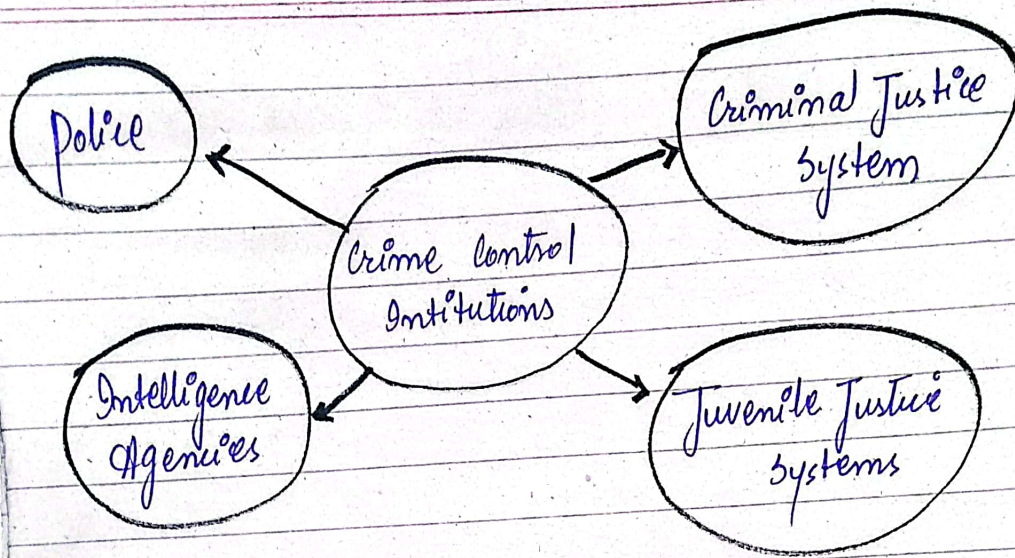 Police
Criminal Justice
System
Crime Control
Intitutions
Intelligence
Agencies
Juvenile Justice
Systems